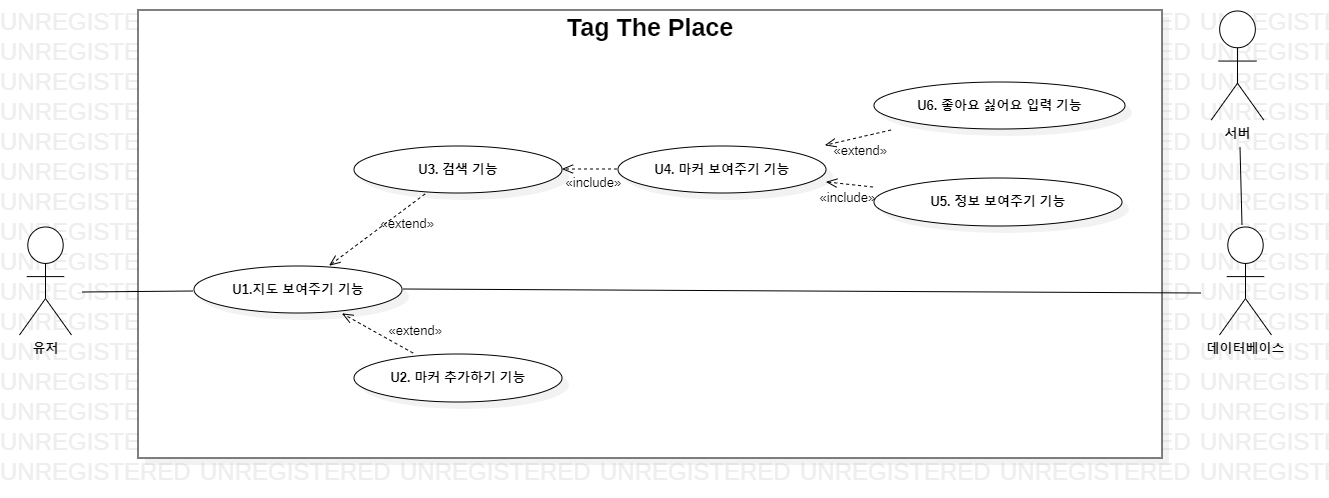 Tag The Place
U6. 좋아요 싫어요 입력 기능
서버
«extend»
U3. 검색 기능
U4. 마커 보여주기 기능
«include»
«include»
U5. 정보 보여주기 기능
«extend»
U1.지도 보여주기 기능
«extend»
유저
데이터베이스
U2. 마커 추가하기 기능
UNREGISTERED UNREGISTERED UNREGISTERED UNREGISTERED UNREGISTERED UNREGISTERED UNREGISTI